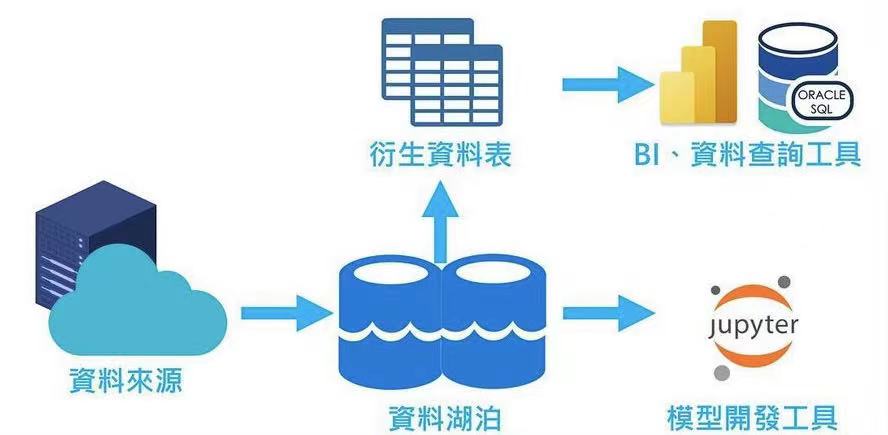 ORACLE
SQL
衍生資料表
BI、資料查詢工具
jupyter
資料來源
資料湖泊
模型開發工具